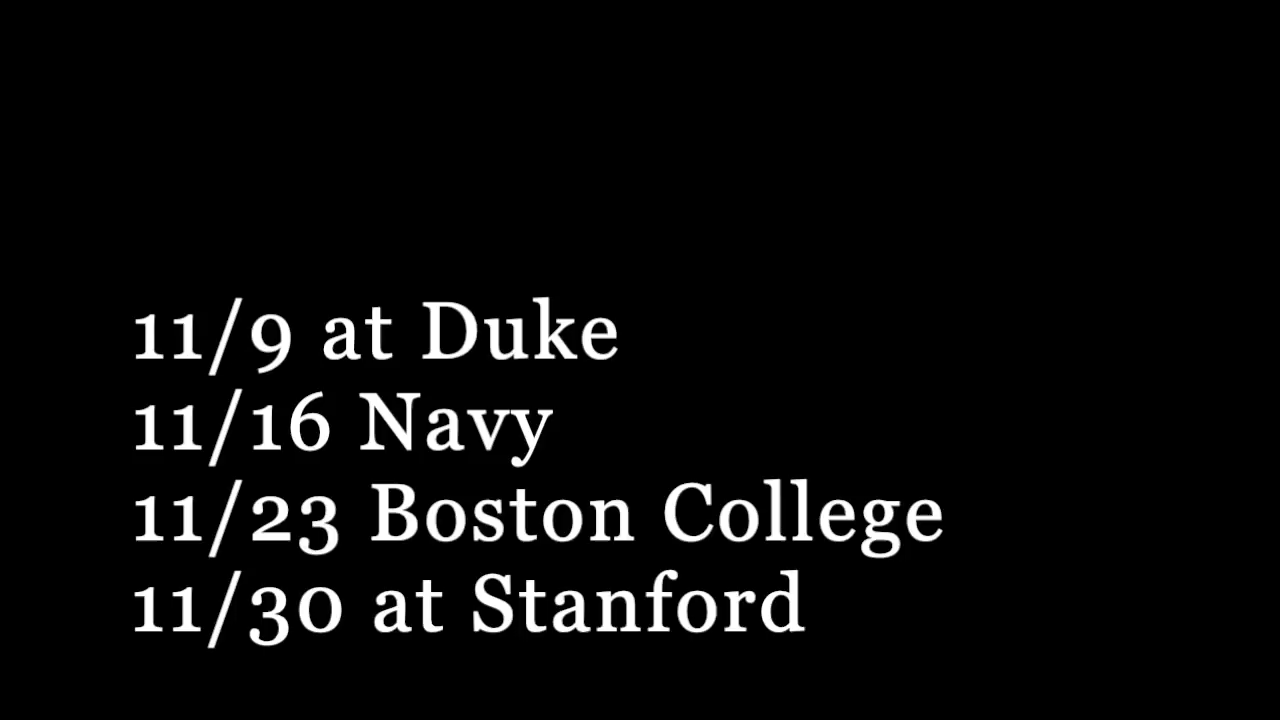 11/9 at Duke
11/16 Navy
11/23 Boston College
11/30 at Stanford